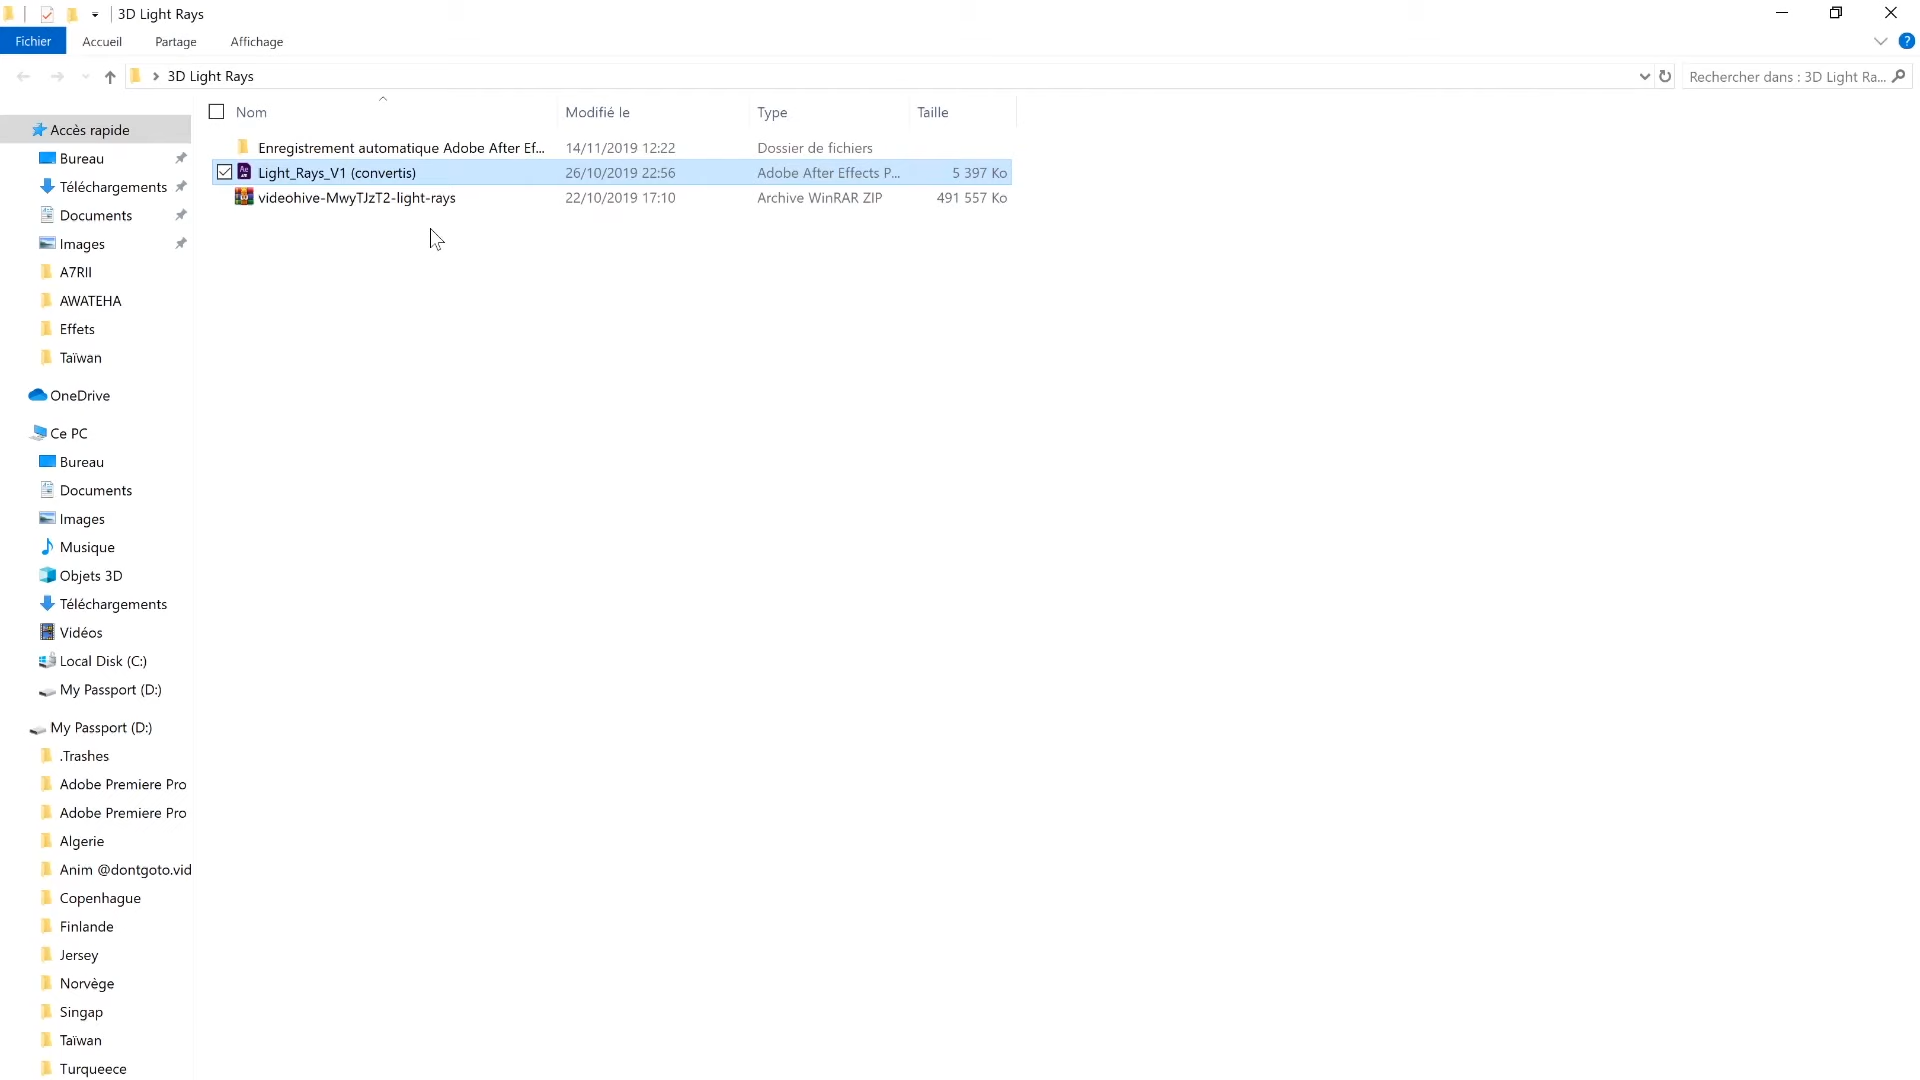 3D Light Rays
Fichier Accueil Partage Affichage
3D Light Rays
Rechercher dans : 3D Light Ra...
Nom Modifié le Type Taille
Enregistrement automatique Adobe After Ef... 14/11/2019 12:22 Dossier de fichiers
Light_Rays_V1 (convertis) 26/10/2019 22:56 Adobe After Effects P... 5 397 Ko
videohive-MwyTJzT2-light-rays 22/10/2019 17:10 Archive WinRAR ZIP 491 557 Ko
Accès rapide
Bureau
Téléchargements
Documents
Images
A7RII
AWATEHA
Effets
Taïwan
OneDrive
Ce PC
Bureau
Documents
Images
Musique
Objets 3D
Téléchargements
Vidéos
Local Disk (C:)
My Passport (D:)
My Passport (D:)
.Trashes
Adobe Premiere Pro
Adobe Premiere Pro
Algerie
Anim @dontgoto.vid
Copenhague
Finlande
Jersey
Norvège
Singap
Taïwan
Turqueece